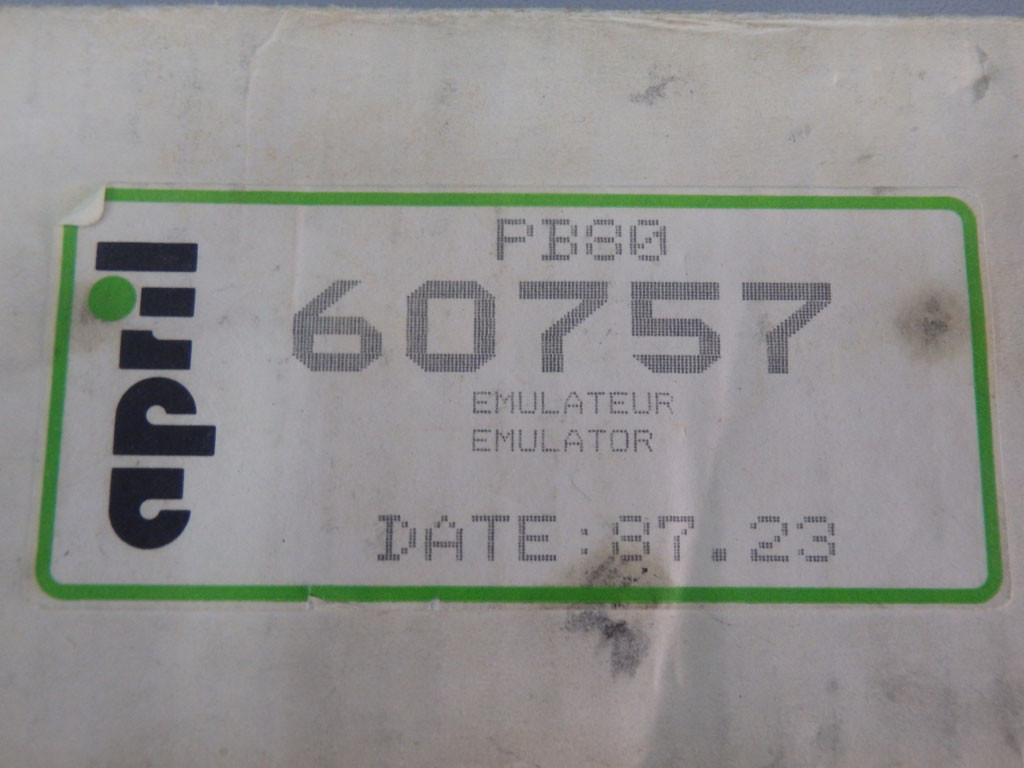 april
PB80
60757
EMULATEUR
EMULATOR
DATE:87.23